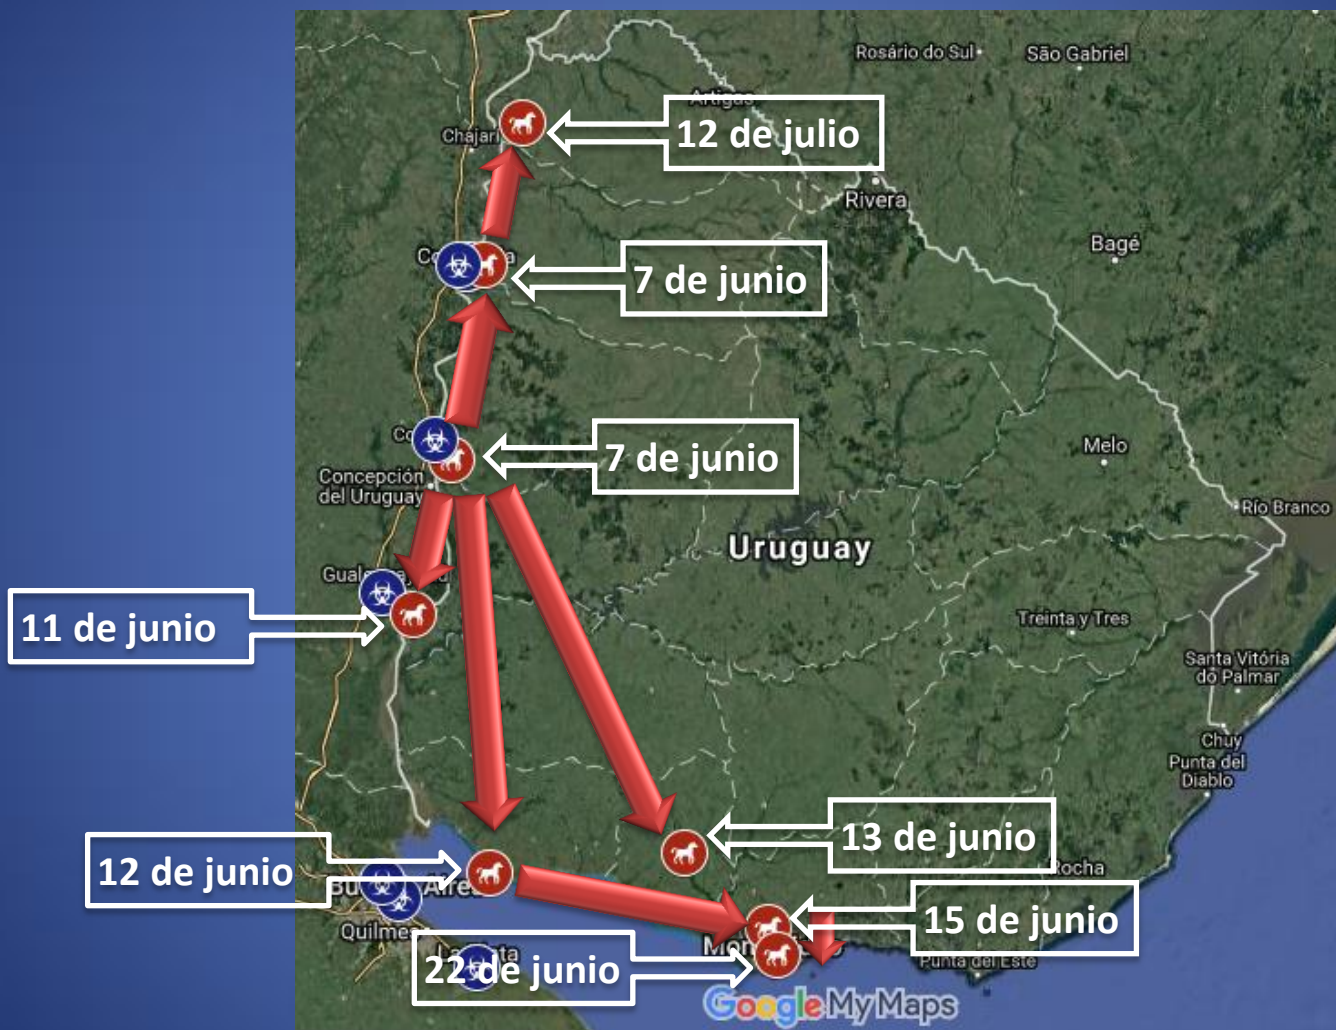 Rosário do Sul
São Gabriel
Artigas
12 de julio
Chajarí
Rivera
Bagé
7 de junio
7 de junio
Melo
Concepción
del Uruguay
Río Branco
Uruguay
11 de junio
Treinta y Tres
Santa Vitória
do Palmar
Chuy
Punta del
Diablo
13 de junio
Rocha
12 de junio
15 de junio
Quilmes
Punta del Este
22 de junio
Google My Maps